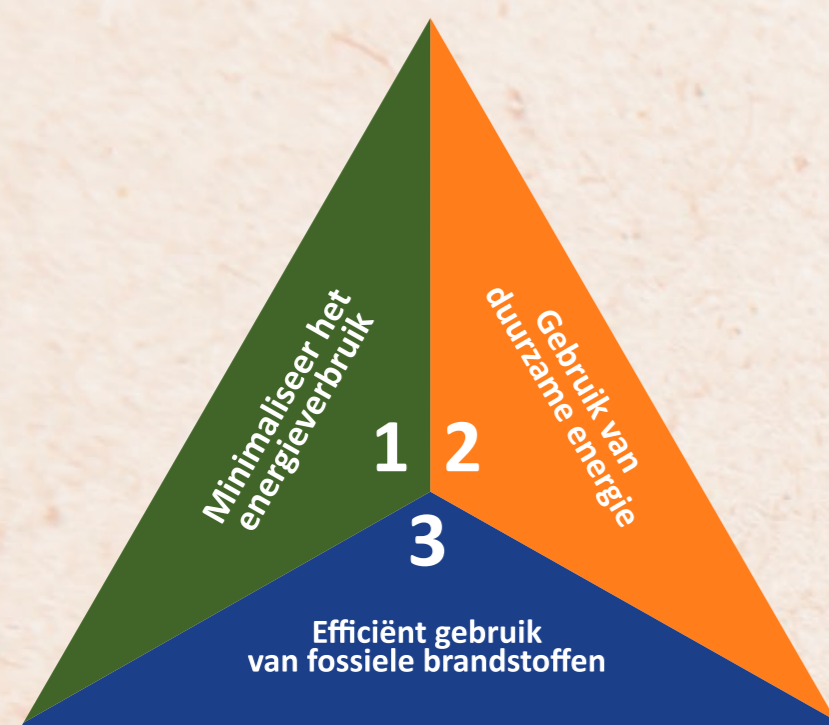 Minimaliseer het
energieverbruik
1
2
Gebruik van
duurzame energie
3
Efficiënt gebruik
van fossiele brandstoffen